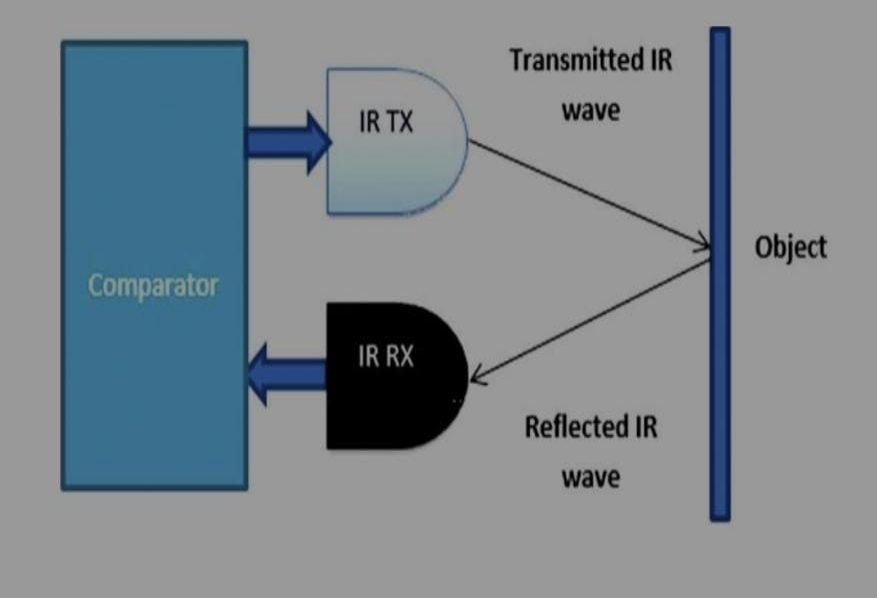 Transmitted IR
wave
IR TX
Object
Comparator
IR RX
Reflected IR
wave